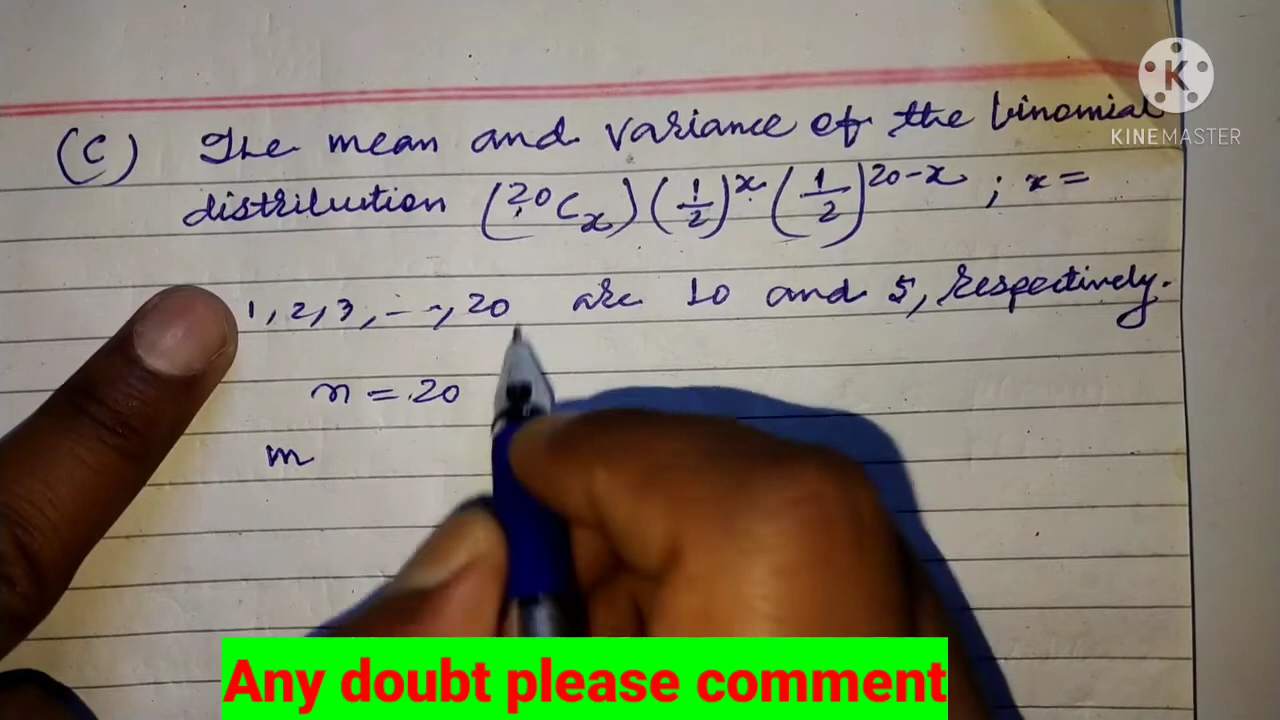 K
KINEMASTER
(C) The mean and variance of the binomial
distribution (²⁰Cₓ) (1/2)ˣ (1/2)²⁰⁻ˣ ; x =
1, 2, 3, ..., 20 are 10 and 5, respectively.
n = 20
m
Any doubt please comment